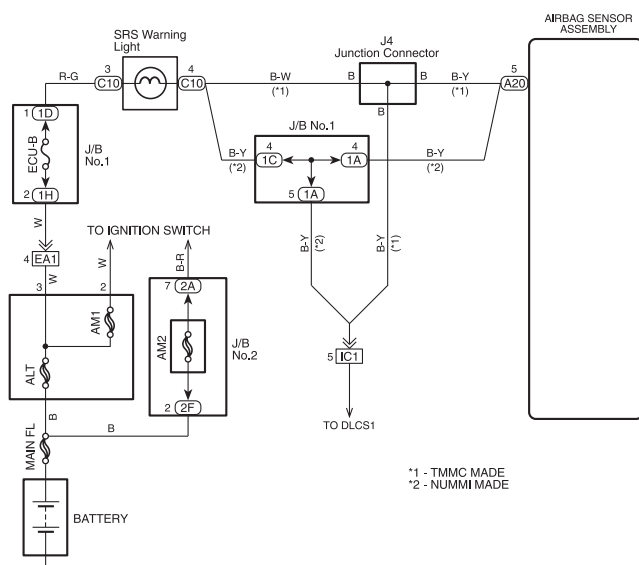 AIRBAG SENSOR
ASSEMBLY
SRS Warning
Light
J4
Junction Connector
R-G
3
C10
4
C10
B-W
(*1)
B
B
B-Y
(*1)
5
A20
B
1
1D
ECU-B
J/B
No.1
2
1H
J/B No.1
4
1C
4
1A
5
1A
B-Y
(*2)
B-Y
(*2)
W
TO IGNITION SWITCH
4
EA1
W
W
B-R
B-Y
(*2)
B-Y
(*1)
3
2
7
2A
AM1
AM2
J/B
No.2
ALT
2
2F
5
IC1
B
B
MAIN FL
TO DLCS1
BATTERY
*1 - TMMC MADE
*2 - NUMMI MADE